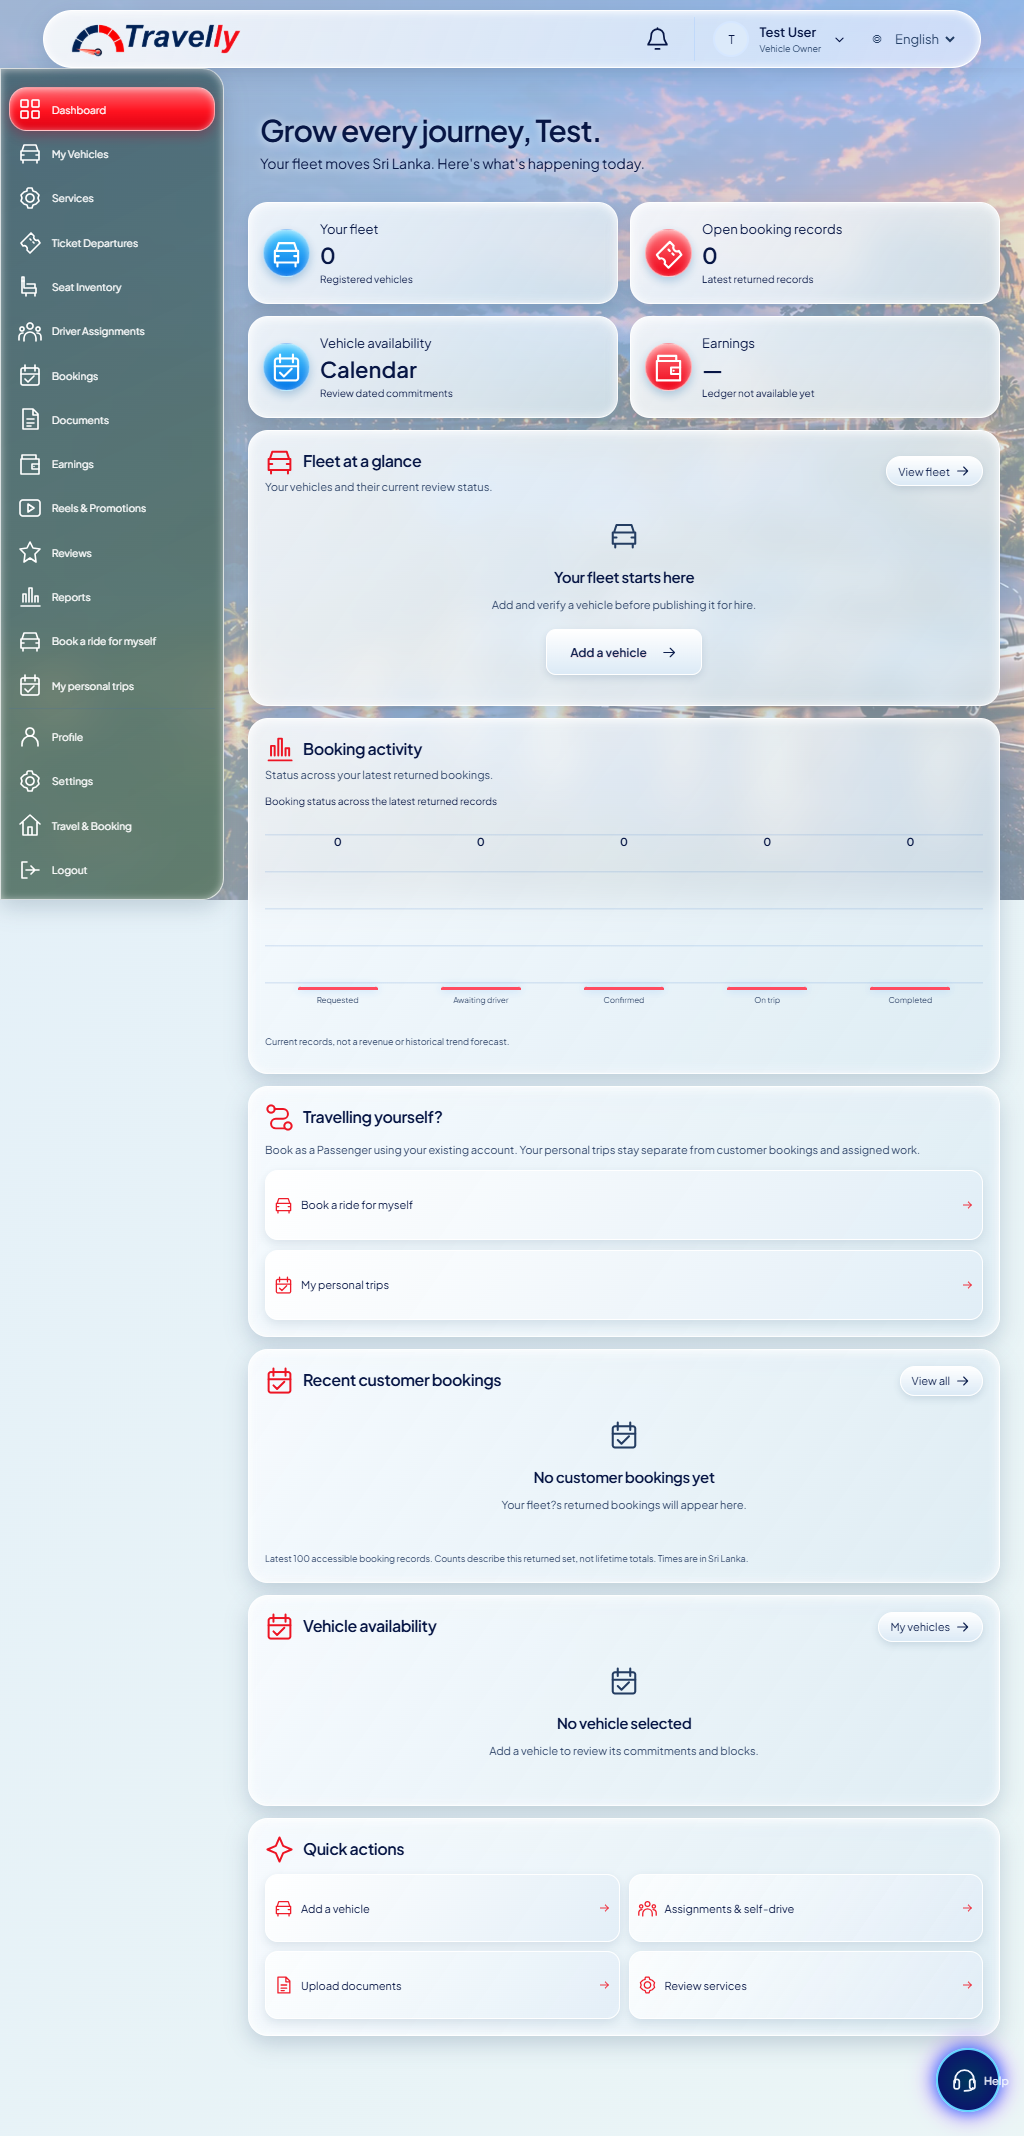 Travelly
T
Test User
Vehicle Owner
English
Dashboard
My Vehicles
Services
Ticket Departures
Seat Inventory
Driver Assignments
Bookings
Documents
Earnings
Reels & Promotions
Reviews
Reports
Book a ride for myself
My personal trips
Profile
Settings
Travel & Booking
Logout
Grow every journey, Test.
Your fleet moves Sri Lanka. Here's what's happening today.
Your fleet
0
Registered vehicles
Open booking records
0
Latest returned records
Vehicle availability
Calendar
Review dated commitments
Earnings
—
Ledger not available yet
Fleet at a glance
Your vehicles and their current review status.
View fleet →
Your fleet starts here
Add and verify a vehicle before publishing it for hire.
Add a vehicle →
Booking activity
Status across your latest returned bookings.
Booking status across the latest returned records
0 0 0 0 0
Requested Awaiting driver Confirmed On trip Completed
Current records, not a revenue or historical trend forecast.
Travelling yourself?
Book as a Passenger using your existing account. Your personal trips stay separate from customer bookings and assigned work.
Book a ride for myself →
My personal trips →
Recent customer bookings
View all →
No customer bookings yet
Your fleet?s returned bookings will appear here.
Latest 100 accessible booking records. Counts describe this returned set, not lifetime totals. Times are in Sri Lanka.
Vehicle availability
My vehicles →
No vehicle selected
Add a vehicle to review its commitments and blocks.
Quick actions
Add a vehicle →
Assignments & self-drive →
Upload documents →
Review services →
Help